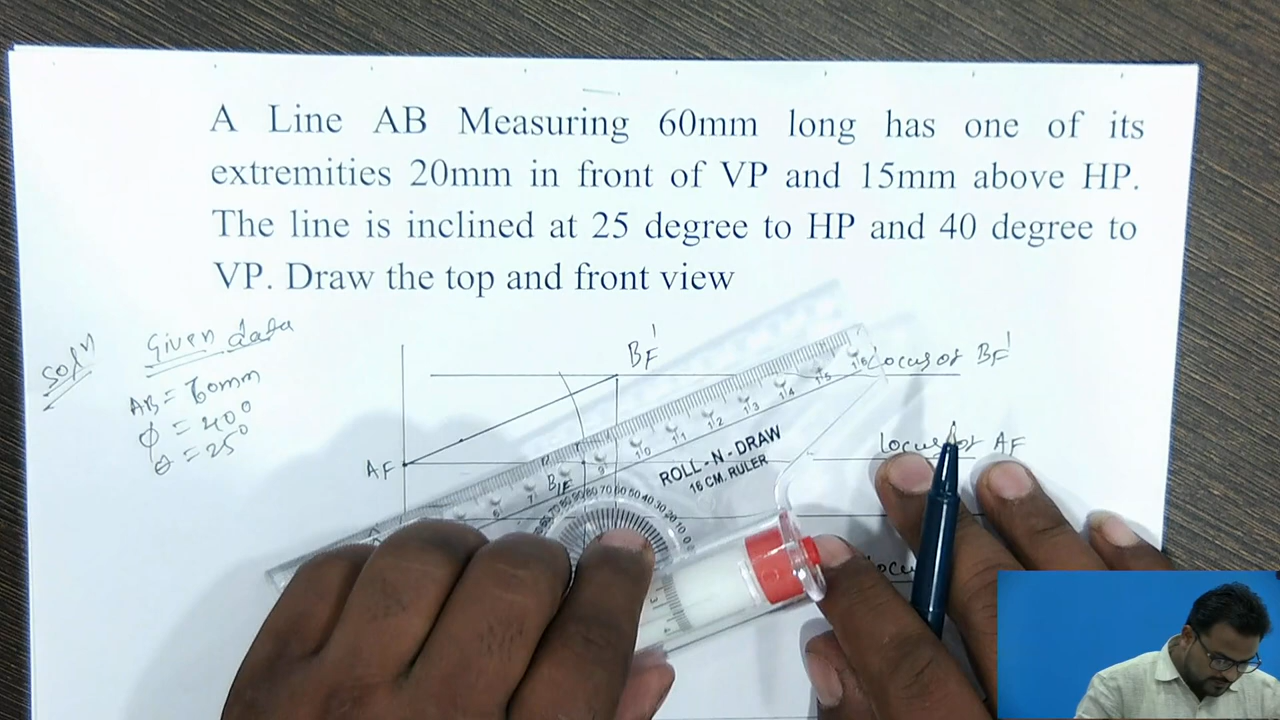 A Line AB Measuring 60mm long has one of its
extremities 20mm in front of VP and 15mm above HP.
The line is inclined at 25 degree to HP and 40 degree to
VP. Draw the top and front view
Solⁿ
Given data
AB = 60mm
φ = 40°
θ = 25°
BF'
Locus of BF'
AF
locus of AF
B1F
ROLL-N-DRAW
16 CM. RULER